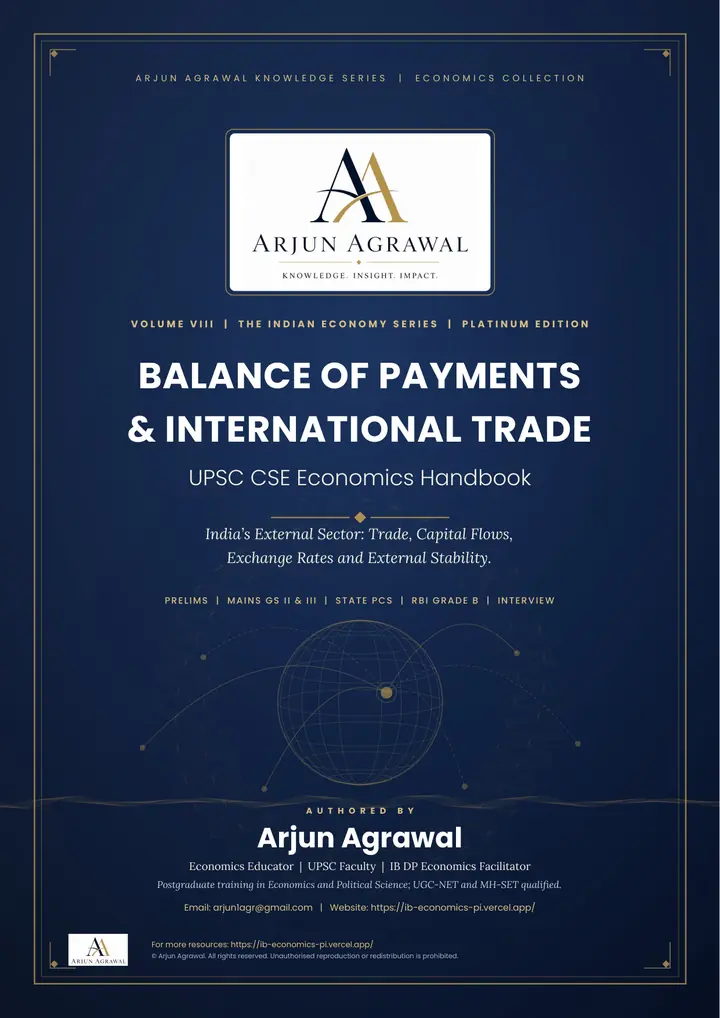 ARJUN AGRAWAL KNOWLEDGE SERIES | ECONOMICS COLLECTION
AA
ARJUN AGRAWAL
KNOWLEDGE. INSIGHT. IMPACT.
VOLUME VIII | THE INDIAN ECONOMY SERIES | PLATINUM EDITION
BALANCE OF PAYMENTS
& INTERNATIONAL TRADE
UPSC CSE Economics Handbook
India’s External Sector: Trade, Capital Flows,
Exchange Rates and External Stability.
PRELIMS | MAINS GS II & III | STATE PCS | RBI GRADE B | INTERVIEW
AUTHORED BY
Arjun Agrawal
Economics Educator | UPSC Faculty | IB DP Economics Facilitator
Postgraduate training in Economics and Political Science; UGC-NET and MH-SET qualified.
Email: arjun1agr@gmail.com | Website: https://ib-economics-pi.vercel.app/
AA
ARJUN AGRAWAL
For more resources: https://ib-economics-pi.vercel.app/
© Arjun Agrawal. All rights reserved. Unauthorised reproduction or redistribution is prohibited.